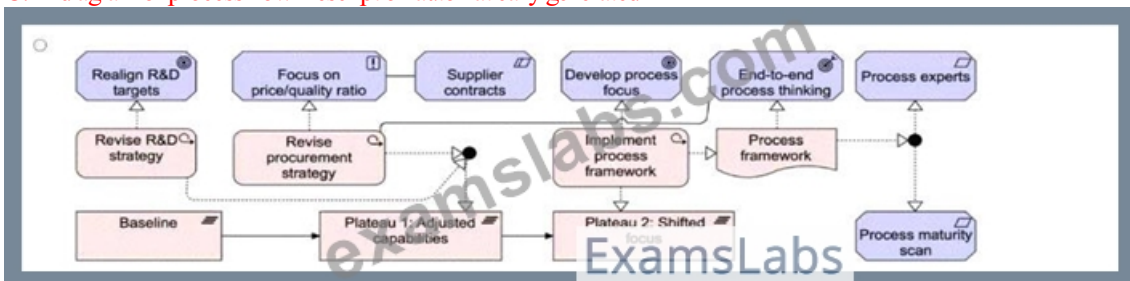 Realign R&D
targets
Focus on
price/quality ratio
Supplier
contracts
Develop process
focus
End-to-end
process thinking
Process experts
Revise R&D
strategy
Revise
procurement
strategy
Implement
process
framework
Process
framework
Baseline
Plateau 1: Adjusted
capabilities
Plateau 2: Shifted
focus
Process maturity
scan
examslabs.com
ExamsLabs